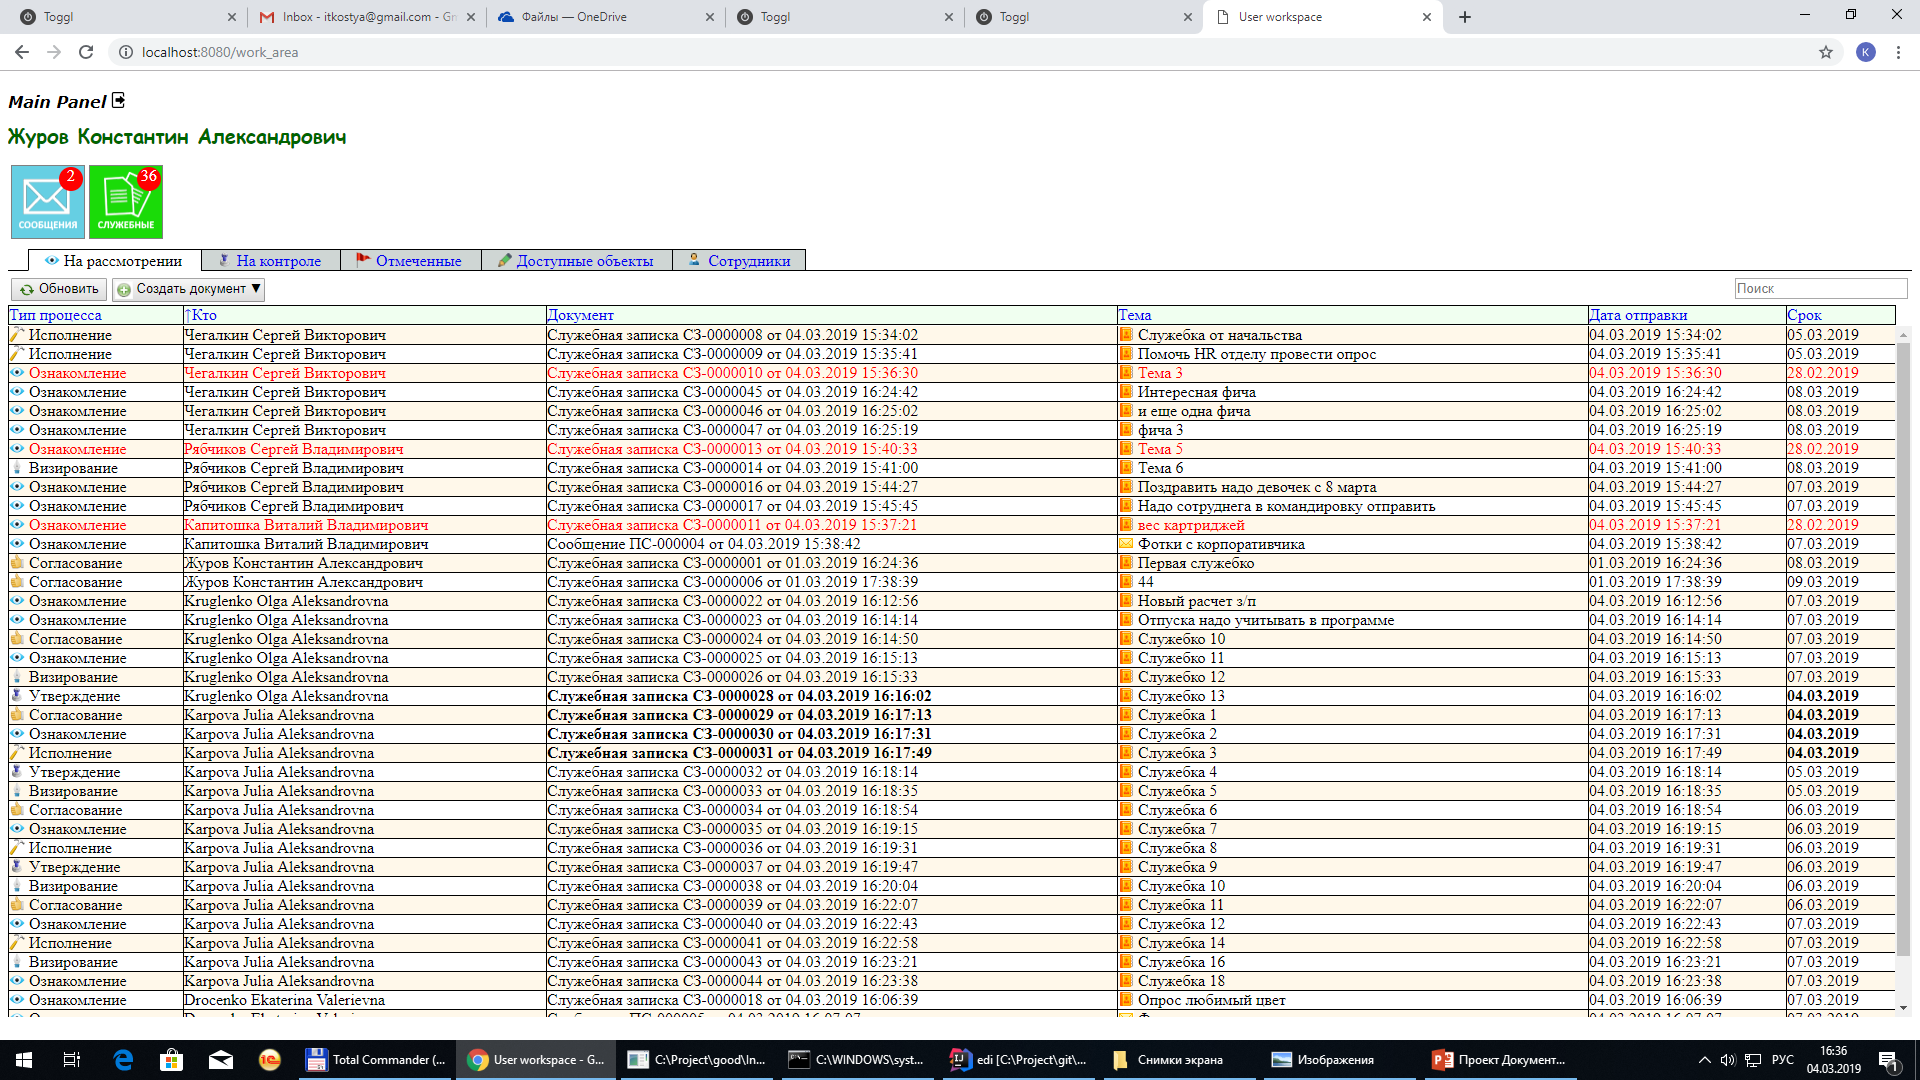 Toggl
Inbox - itkostya@gmail.com - Gm
Файлы — OneDrive
Toggl
Toggl
User workspace
localhost:8080/work_area
K
Main Panel
Журов Константин Александрович
2
СООБЩЕНИЯ
36
СЛУЖЕБНЫЕ
На рассмотрении
На контроле
Отмеченные
Доступные объекты
Сотрудники
Обновить
Создать документ ▼
Поиск
Тип процесса ↑Кто Документ Тема Дата отправки Срок
Исполнение Чегалкин Сергей Викторович Служебная записка СЗ-0000008 от 04.03.2019 15:34:02 Служебка от начальства 04.03.2019 15:34:02 05.03.2019
Исполнение Чегалкин Сергей Викторович Служебная записка СЗ-0000009 от 04.03.2019 15:35:41 Помочь HR отделу провести опрос 04.03.2019 15:35:41 05.03.2019
Ознакомление Чегалкин Сергей Викторович Служебная записка СЗ-0000010 от 04.03.2019 15:36:30 Тема 3 04.03.2019 15:36:30 28.02.2019
Ознакомление Чегалкин Сергей Викторович Служебная записка СЗ-0000045 от 04.03.2019 16:24:42 Интересная фича 04.03.2019 16:24:42 08.03.2019
Ознакомление Чегалкин Сергей Викторович Служебная записка СЗ-0000046 от 04.03.2019 16:25:02 и еще одна фича 04.03.2019 16:25:02 08.03.2019
Ознакомление Чегалкин Сергей Викторович Служебная записка СЗ-0000047 от 04.03.2019 16:25:19 фича 3 04.03.2019 16:25:19 08.03.2019
Ознакомление Рябчиков Сергей Владимирович Служебная записка СЗ-0000013 от 04.03.2019 15:40:33 Тема 5 04.03.2019 15:40:33 28.02.2019
Визирование Рябчиков Сергей Владимирович Служебная записка СЗ-0000014 от 04.03.2019 15:41:00 Тема 6 04.03.2019 15:41:00 08.03.2019
Ознакомление Рябчиков Сергей Владимирович Служебная записка СЗ-0000016 от 04.03.2019 15:44:27 Поздравить надо девочек с 8 марта 04.03.2019 15:44:27 07.03.2019
Ознакомление Рябчиков Сергей Владимирович Служебная записка СЗ-0000017 от 04.03.2019 15:45:45 Надо сотруднега в командировку отправить 04.03.2019 15:45:45 07.03.2019
Ознакомление Капитошка Виталий Владимирович Служебная записка СЗ-0000011 от 04.03.2019 15:37:21 вес картриджей 04.03.2019 15:37:21 28.02.2019
Ознакомление Капитошка Виталий Владимирович Сообщение ПС-000004 от 04.03.2019 15:38:42 Фотки с корпоративчика 04.03.2019 15:38:42 07.03.2019
Согласование Журов Константин Александрович Служебная записка СЗ-0000001 от 01.03.2019 16:24:36 Первая служебко 01.03.2019 16:24:36 08.03.2019
Согласование Журов Константин Александрович Служебная записка СЗ-0000006 от 01.03.2019 17:38:39 44 01.03.2019 17:38:39 09.03.2019
Ознакомление Kruglenko Olga Aleksandrovna Служебная записка СЗ-0000022 от 04.03.2019 16:12:56 Новый расчет з/п 04.03.2019 16:12:56 07.03.2019
Ознакомление Kruglenko Olga Aleksandrovna Служебная записка СЗ-0000023 от 04.03.2019 16:14:14 Отпуска надо учитывать в программе 04.03.2019 16:14:14 07.03.2019
Согласование Kruglenko Olga Aleksandrovna Служебная записка СЗ-0000024 от 04.03.2019 16:14:50 Служебко 10 04.03.2019 16:14:50 07.03.2019
Ознакомление Kruglenko Olga Aleksandrovna Служебная записка СЗ-0000025 от 04.03.2019 16:15:13 Служебко 11 04.03.2019 16:15:13 07.03.2019
Визирование Kruglenko Olga Aleksandrovna Служебная записка СЗ-0000026 от 04.03.2019 16:15:33 Служебко 12 04.03.2019 16:15:33 07.03.2019
Утверждение Kruglenko Olga Aleksandrovna Служебная записка СЗ-0000028 от 04.03.2019 16:16:02 Служебко 13 04.03.2019 16:16:02 04.03.2019
Согласование Karpova Julia Aleksandrovna Служебная записка СЗ-0000029 от 04.03.2019 16:17:13 Служебка 1 04.03.2019 16:17:13 04.03.2019
Ознакомление Karpova Julia Aleksandrovna Служебная записка СЗ-0000030 от 04.03.2019 16:17:31 Служебка 2 04.03.2019 16:17:31 04.03.2019
Исполнение Karpova Julia Aleksandrovna Служебная записка СЗ-0000031 от 04.03.2019 16:17:49 Служебка 3 04.03.2019 16:17:49 04.03.2019
Утверждение Karpova Julia Aleksandrovna Служебная записка СЗ-0000032 от 04.03.2019 16:18:14 Служебка 4 04.03.2019 16:18:14 05.03.2019
Визирование Karpova Julia Aleksandrovna Служебная записка СЗ-0000033 от 04.03.2019 16:18:35 Служебка 5 04.03.2019 16:18:35 05.03.2019
Согласование Karpova Julia Aleksandrovna Служебная записка СЗ-0000034 от 04.03.2019 16:18:54 Служебка 6 04.03.2019 16:18:54 06.03.2019
Ознакомление Karpova Julia Aleksandrovna Служебная записка СЗ-0000035 от 04.03.2019 16:19:15 Служебка 7 04.03.2019 16:19:15 06.03.2019
Исполнение Karpova Julia Aleksandrovna Служебная записка СЗ-0000036 от 04.03.2019 16:19:31 Служебка 8 04.03.2019 16:19:31 06.03.2019
Утверждение Karpova Julia Aleksandrovna Служебная записка СЗ-0000037 от 04.03.2019 16:19:47 Служебка 9 04.03.2019 16:19:47 06.03.2019
Визирование Karpova Julia Aleksandrovna Служебная записка СЗ-0000038 от 04.03.2019 16:20:04 Служебка 10 04.03.2019 16:20:04 06.03.2019
Согласование Karpova Julia Aleksandrovna Служебная записка СЗ-0000039 от 04.03.2019 16:22:07 Служебка 11 04.03.2019 16:22:07 06.03.2019
Ознакомление Karpova Julia Aleksandrovna Служебная записка СЗ-0000040 от 04.03.2019 16:22:43 Служебка 12 04.03.2019 16:22:43 07.03.2019
Исполнение Karpova Julia Aleksandrovna Служебная записка СЗ-0000041 от 04.03.2019 16:22:58 Служебка 14 04.03.2019 16:22:58 07.03.2019
Визирование Karpova Julia Aleksandrovna Служебная записка СЗ-0000043 от 04.03.2019 16:23:21 Служебка 16 04.03.2019 16:23:21 07.03.2019
Ознакомление Karpova Julia Aleksandrovna Служебная записка СЗ-0000044 от 04.03.2019 16:23:38 Служебка 18 04.03.2019 16:23:38 07.03.2019
Ознакомление Drocenko Ekaterina Valerievna Служебная записка СЗ-0000018 от 04.03.2019 16:06:39 Опрос любимый цвет 04.03.2019 16:06:39 07.03.2019
Total Commander (...
User workspace - G...
C:\Project\good\In...
C:\WINDOWS\syst...
edi [C:\Project\git\...
Снимки экрана
Изображения
Проект Документ...
РУС
16:36
04.03.2019
1